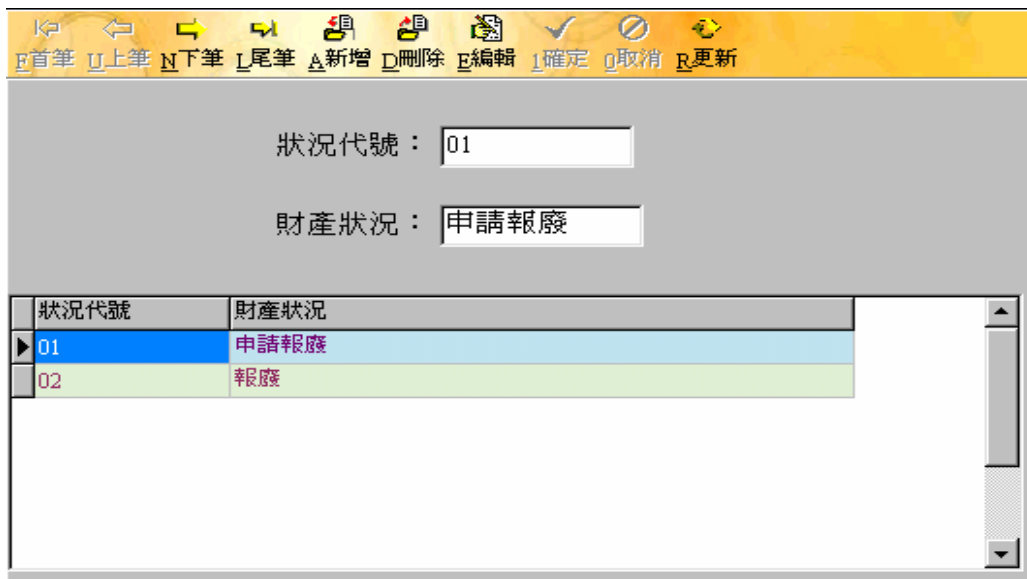 F首筆 U上筆 N下筆 L尾筆 A新增 D刪除 E編輯 1確定 0取消 R更新
狀況代號： 01
財產狀況： 申請報廢
狀況代號 財產狀況
01 申請報廢
02 報廢